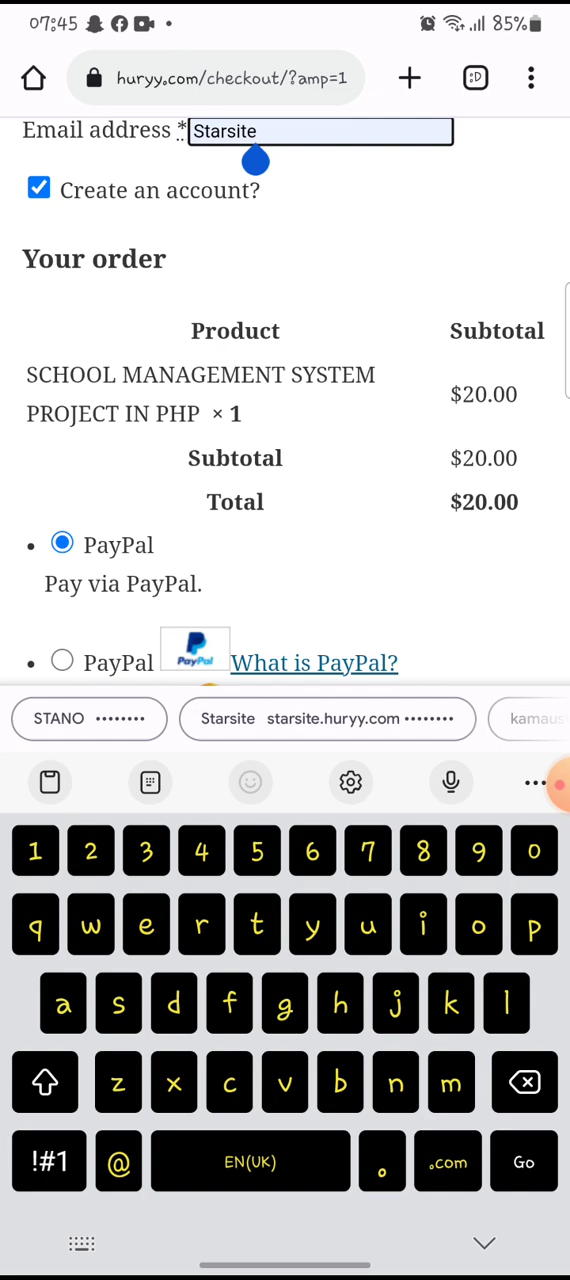 07:45 85%
huryy.com/checkout/?amp=1 :D
Email address * Starsite
Create an account?
Your order
Product Subtotal
SCHOOL MANAGEMENT SYSTEM
PROJECT IN PHP × 1 $20.00
Subtotal $20.00
Total $20.00
PayPal
Pay via PayPal.
PayPal PayPal What is PayPal?
STANO •••••••• Starsite starsite.huryy.com •••••••• kamaus
1 2 3 4 5 6 7 8 9 0
q w e r t y u i o p
a s d f g h j k l
z x c v b n m
!#1 @ EN(UK) . .com Go